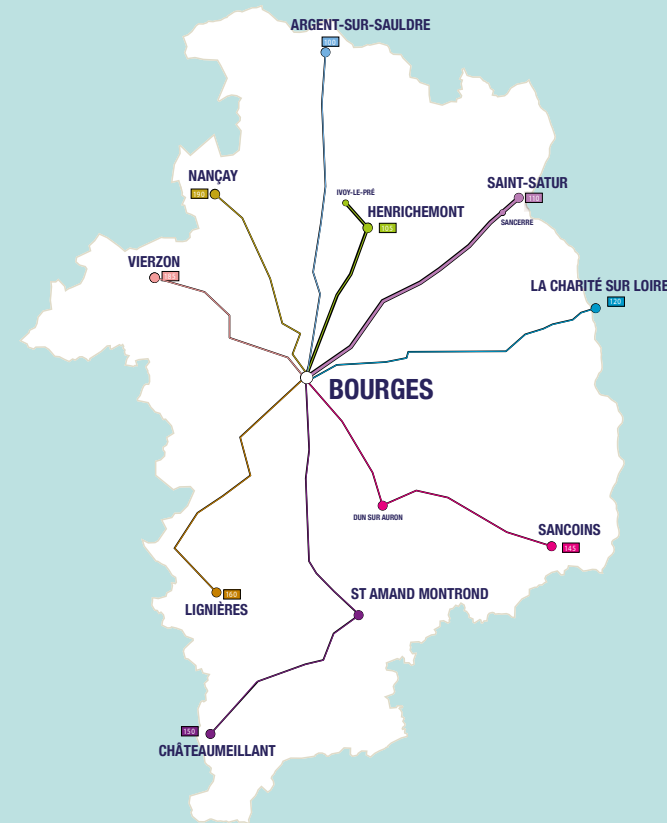 ARGENT-SUR-SAULDRE
100
NANÇAY
190
IVOY-LE-PRÉ
HENRICHEMONT
105
SAINT-SATUR
110
SANCERRE
VIERZON
LA CHARITÉ SUR LOIRE
120
BOURGES
DUN SUR AURON
SANCOINS
145
160
LIGNIÈRES
ST AMAND MONTROND
150
CHÂTEAUMEILLANT